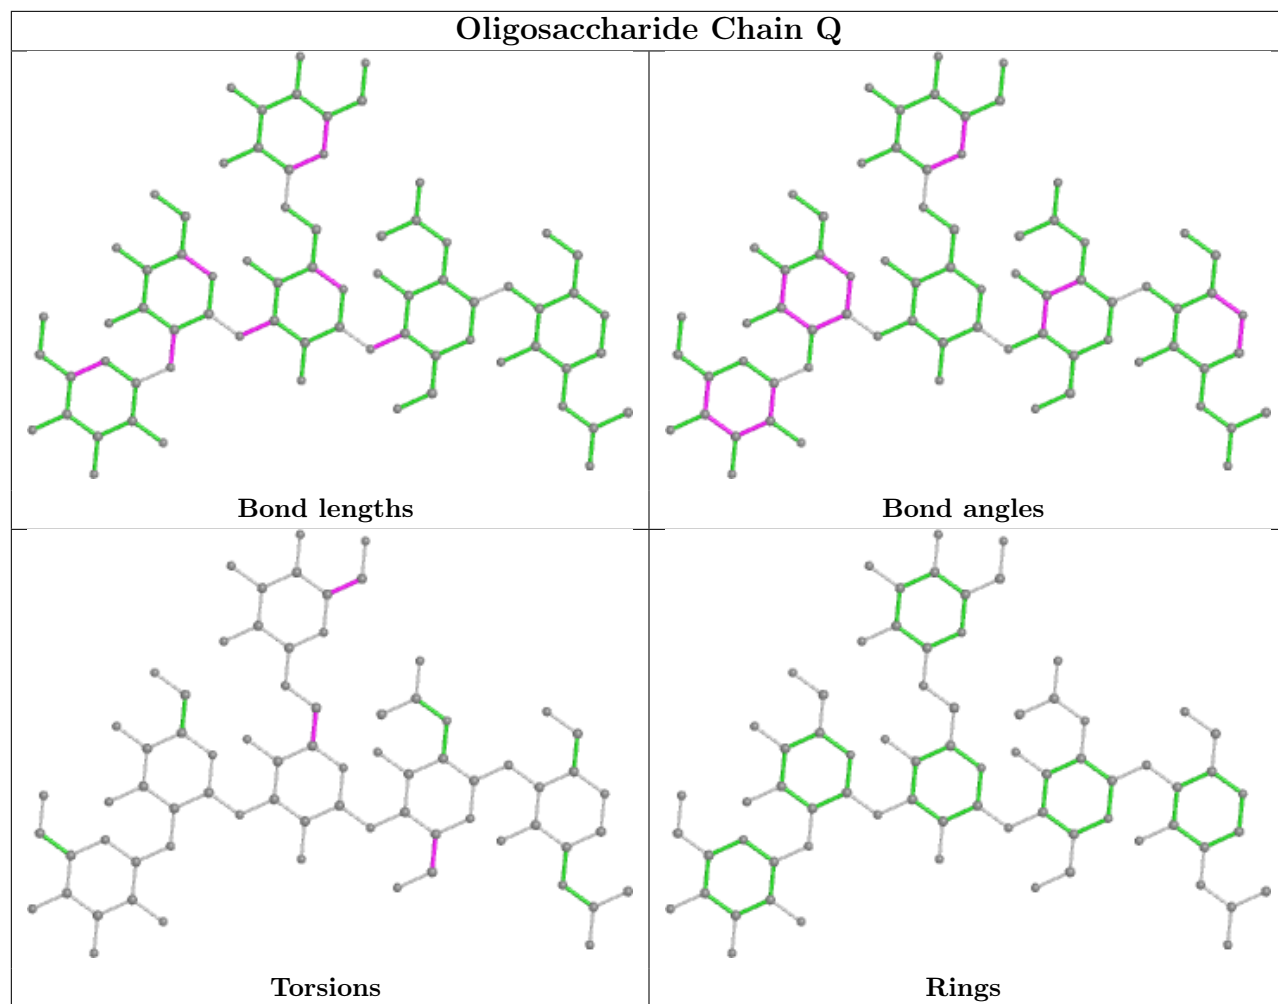 Oligosaccharide Chain Q
Bond lengths
Bond angles
Torsions
Rings